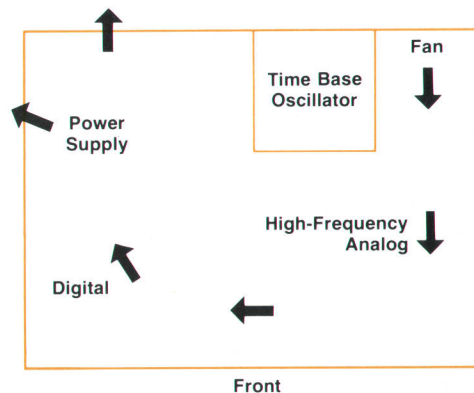 Fan
Time Base
Oscillator
Power
Supply
High-Frequency
Analog
Digital
Front